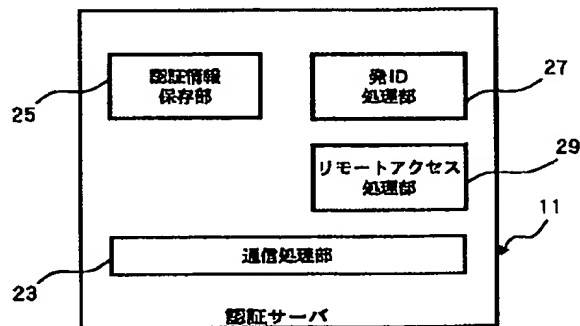 認証情報
保存部
25
発ID
処理部
27
リモートアクセス
処理部
29
11
通信処理部
23
認証サーバ